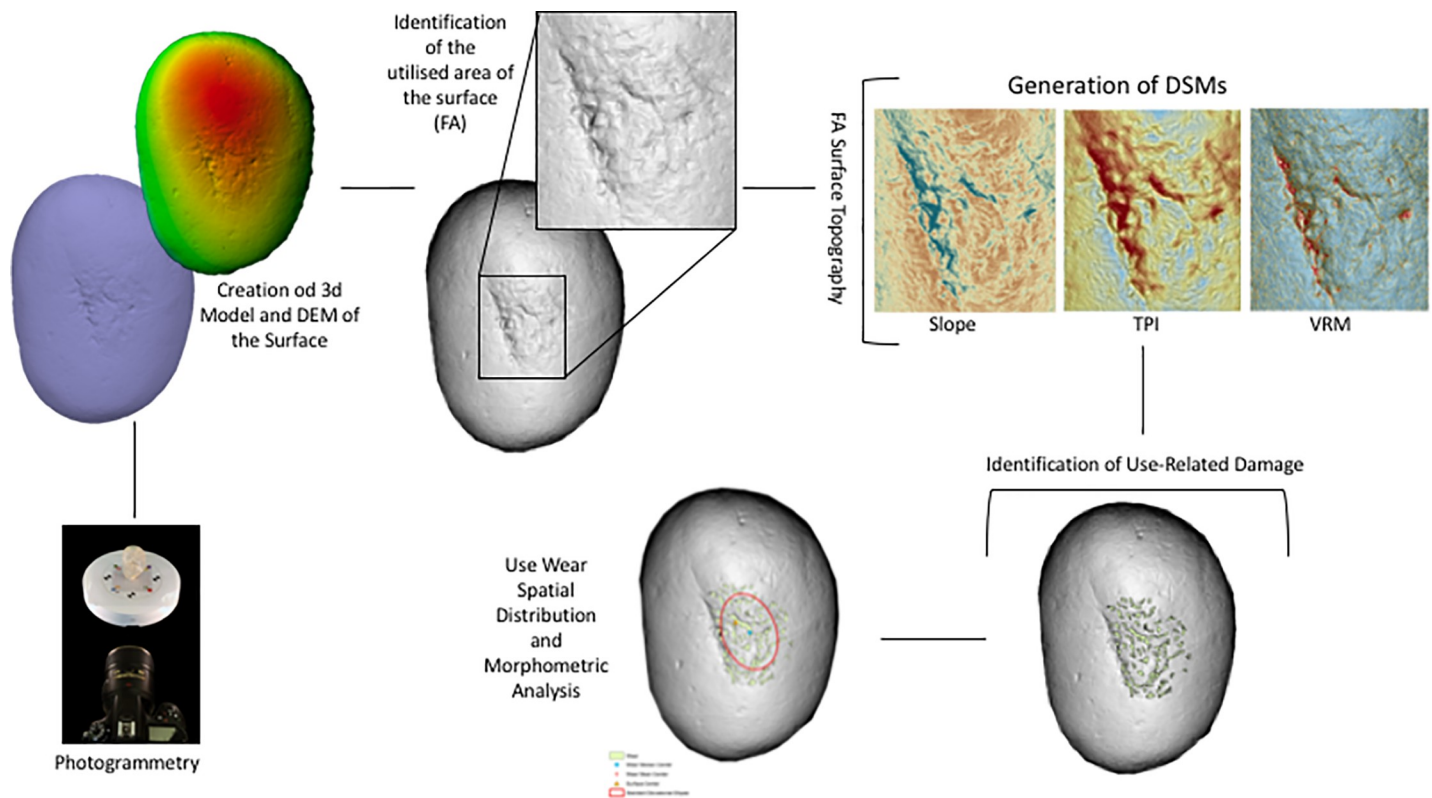 Identification
of the
utilised area of
the surface
(FA)
Creation od 3d
Model and DEM of
the Surface
Photogrammetry
Generation of DSMs
FA Surface Topography
Slope
TPI
VRM
Identification of Use-Related Damage
Use Wear
Spatial
Distribution
and
Morphometric
Analysis